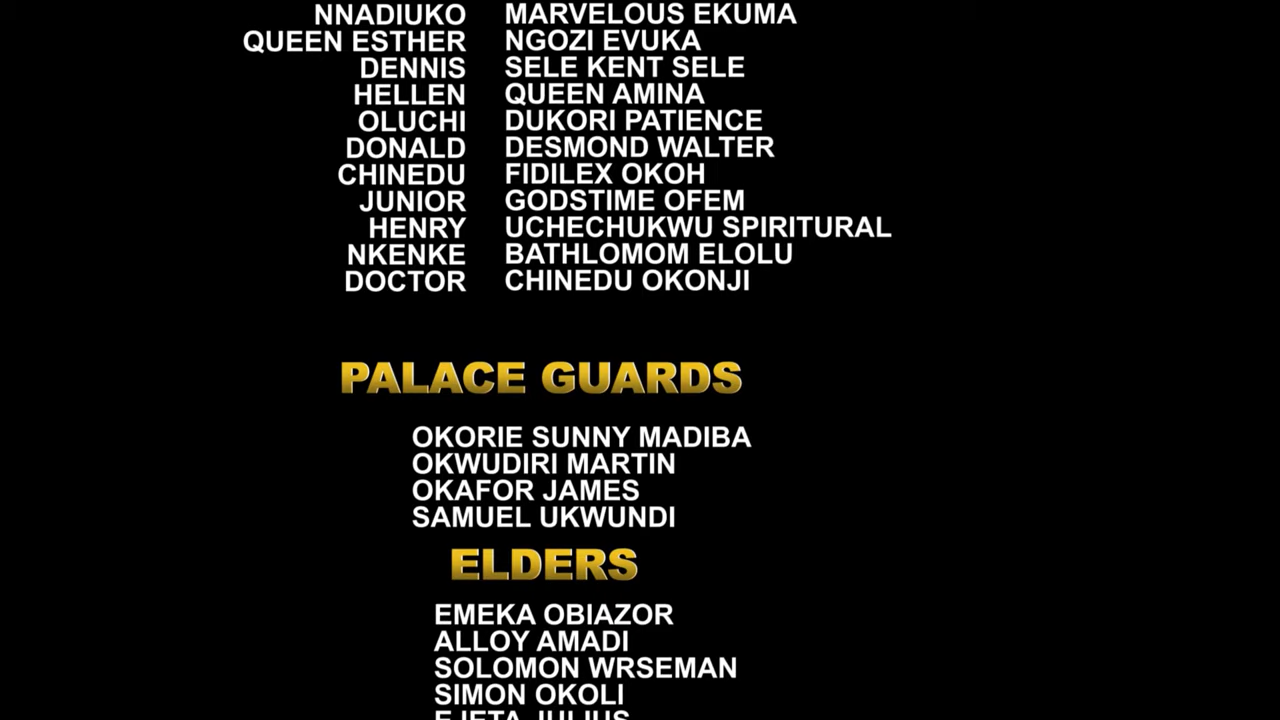 NNADIUKO MARVELOUS EKUMA
QUEEN ESTHER NGOZI EVUKA
DENNIS SELE KENT SELE
HELLEN QUEEN AMINA
OLUCHI DUKORI PATIENCE
DONALD DESMOND WALTER
CHINEDU FIDILEX OKOH
JUNIOR GODSTIME OFEM
HENRY UCHECHUKWU SPIRITURAL
NKENKE BATHLOMOM ELOLU
DOCTOR CHINEDU OKONJI
PALACE GUARDS
OKORIE SUNNY MADIBA
OKWUDIRI MARTIN
OKAFOR JAMES
SAMUEL UKWUNDI
ELDERS
EMEKA OBIAZOR
ALLOY AMADI
SOLOMON WRSEMAN
SIMON OKOLI
EJETA JULIUS